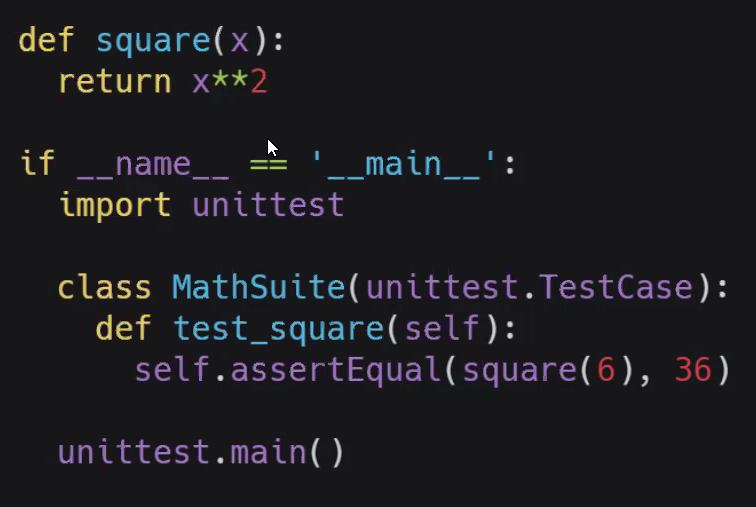 def square(x):
  return x**2

if __name__ == '__main__':
  import unittest

  class MathSuite(unittest.TestCase):
    def test_square(self):
      self.assertEqual(square(6), 36)

  unittest.main()